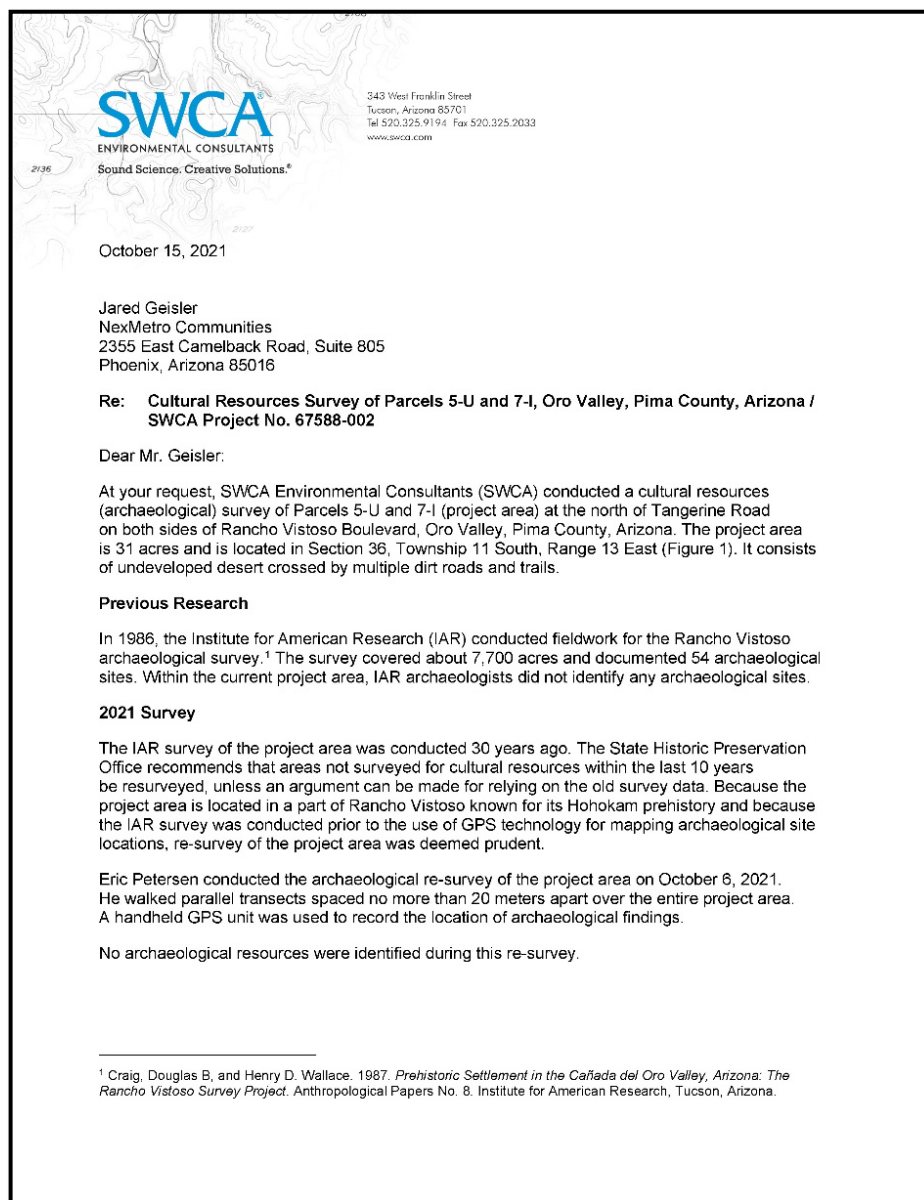 SWCA®
ENVIRONMENTAL CONSULTANTS
Sound Science. Creative Solutions.®
343 West Franklin Street
Tucson, Arizona 85701
Tel 520.325.9194 Fax 520.325.2033
www.swca.com
2136
2127
October 15, 2021
Jared Geisler
NexMetro Communities
2355 East Camelback Road, Suite 805
Phoenix, Arizona 85016
Re: Cultural Resources Survey of Parcels 5-U and 7-I, Oro Valley, Pima County, Arizona /
SWCA Project No. 67588-002
Dear Mr. Geisler:
At your request, SWCA Environmental Consultants (SWCA) conducted a cultural resources
(archaeological) survey of Parcels 5-U and 7-I (project area) at the north of Tangerine Road
on both sides of Rancho Vistoso Boulevard, Oro Valley, Pima County, Arizona. The project area
is 31 acres and is located in Section 36, Township 11 South, Range 13 East (Figure 1). It consists
of undeveloped desert crossed by multiple dirt roads and trails.
Previous Research
In 1986, the Institute for American Research (IAR) conducted fieldwork for the Rancho Vistoso
archaeological survey.¹ The survey covered about 7,700 acres and documented 54 archaeological
sites. Within the current project area, IAR archaeologists did not identify any archaeological sites.
2021 Survey
The IAR survey of the project area was conducted 30 years ago. The State Historic Preservation
Office recommends that areas not surveyed for cultural resources within the last 10 years
be resurveyed, unless an argument can be made for relying on the old survey data. Because the
project area is located in a part of Rancho Vistoso known for its Hohokam prehistory and because
the IAR survey was conducted prior to the use of GPS technology for mapping archaeological site
locations, re-survey of the project area was deemed prudent.
Eric Petersen conducted the archaeological re-survey of the project area on October 6, 2021.
He walked parallel transects spaced no more than 20 meters apart over the entire project area.
A handheld GPS unit was used to record the location of archaeological findings.
No archaeological resources were identified during this re-survey.
¹ Craig, Douglas B, and Henry D. Wallace. 1987. Prehistoric Settlement in the Cañada del Oro Valley, Arizona: The
Rancho Vistoso Survey Project. Anthropological Papers No. 8. Institute for American Research, Tucson, Arizona.